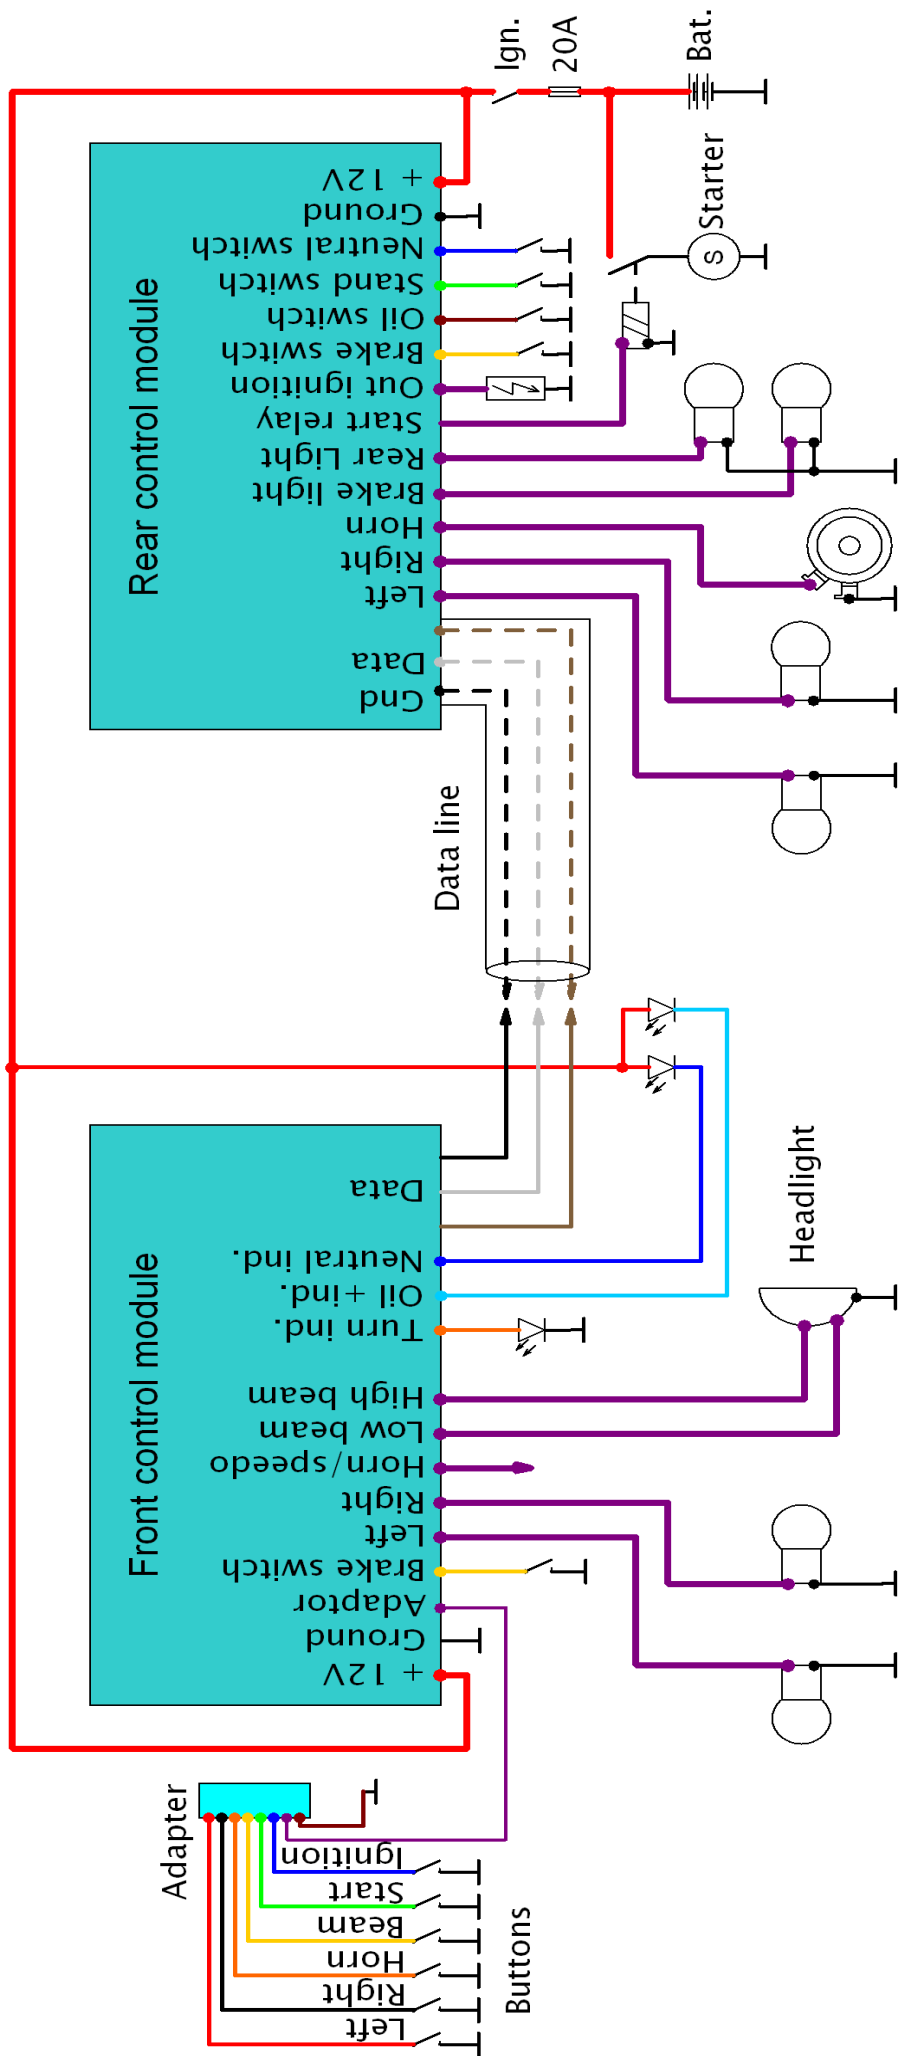 Ign.
20A
Bat.
Starter
S
Rear control module
+ 12V
Ground
Neutral switch
Stand switch
Oil switch
Brake switch
Out ignition
Start relay
Rear Light
Brake light
Horn
Right
Left
Data
Gnd
Data line
Front control module
Data
Neutral ind.
Oil +ind.
Turn ind.
High beam
Low beam
Horn/speedo
Right
Left
Brake switch
Adaptor
Ground
+ 12V
Headlight
Adapter
Ignition
Start
Beam
Horn
Right
Left
Buttons